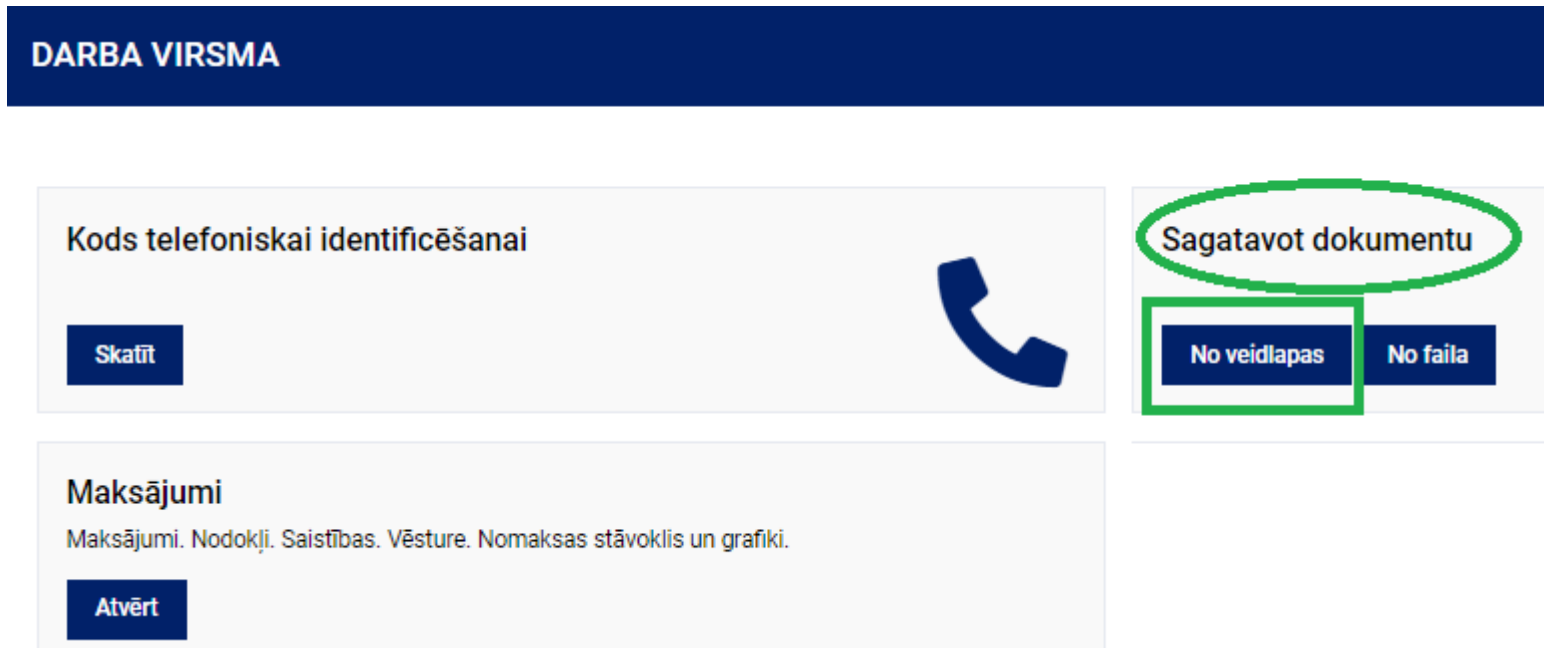 DARBA VIRSMA
Kods telefoniskai identificēšanai
Skatīt
Sagatavot dokumentu
No veidlapas
No faila
Maksājumi
Maksājumi. Nodokļi. Saistības. Vēsture. Nomaksas stāvoklis un grafiki.
Atvērt